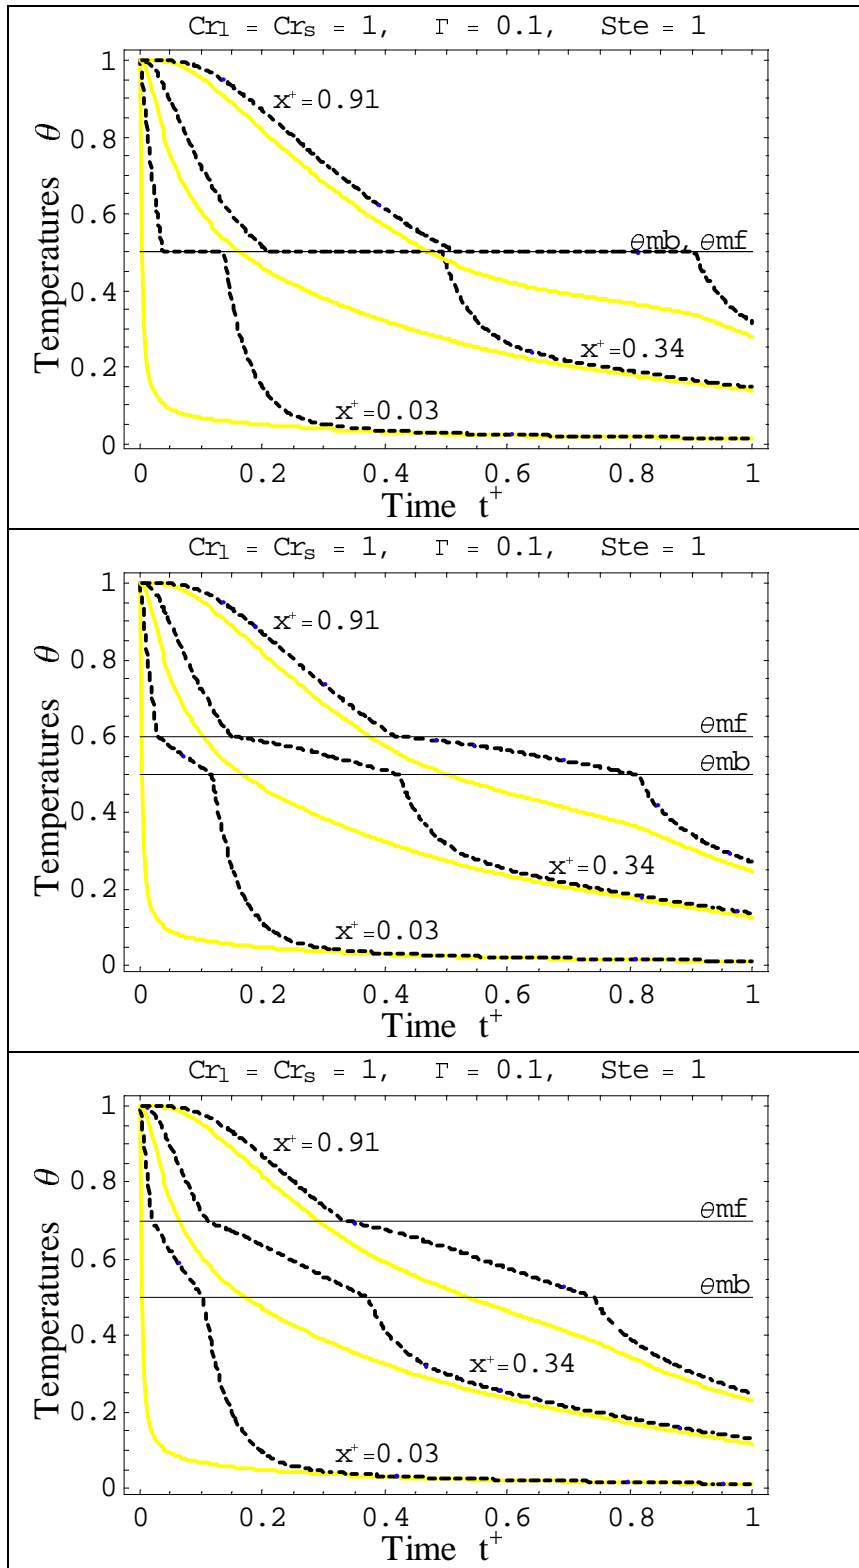 Cr₁ = Cr_s = 1, Γ = 0.1, Ste = 1
Temperatures θ
1
0.8
0.6
0.4
0.2
0
x⁺=0.91
θmb, θmf
x⁺=0.34
x⁺=0.03
0 0.2 0.4 0.6 0.8 1
Time t⁺
Cr₁ = Cr_s = 1, Γ = 0.1, Ste = 1
Temperatures θ
1
0.8
0.6
0.4
0.2
0
x⁺=0.91
θmf
θmb
x⁺=0.34
x⁺=0.03
0 0.2 0.4 0.6 0.8 1
Time t⁺
Cr₁ = Cr_s = 1, Γ = 0.1, Ste = 1
Temperatures θ
1
0.8
0.6
0.4
0.2
0
x⁺=0.91
θmf
θmb
x⁺=0.34
x⁺=0.03
0 0.2 0.4 0.6 0.8 1
Time t⁺